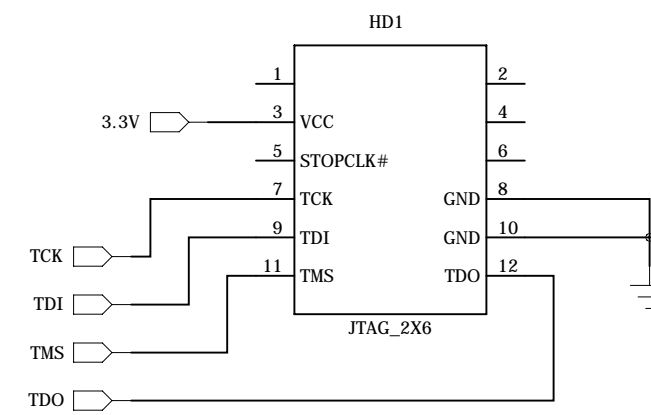 HD1
1 2
3.3V 3 VCC 4
5 STOPCLK# 6
7 TCK GND 8
TCK 9 TDI GND 10
11 TMS TDO 12
TDI
JTAG_2X6
TMS
TDO